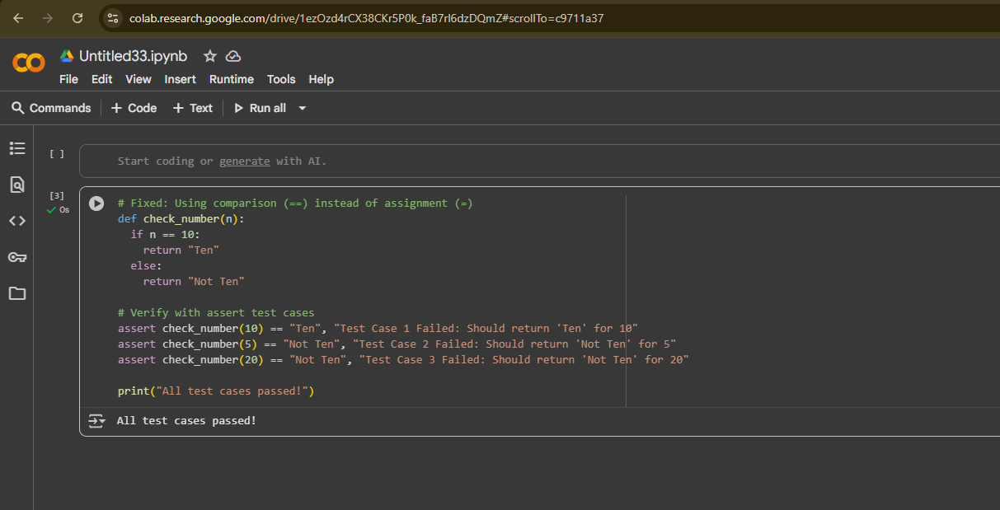 colab.research.google.com/drive/1ezOzd4rCX38CKr5P0k_faB7rl6dzDQmZ#scrollTo=c9711a37
Untitled33.ipynb
File Edit View Insert Runtime Tools Help
Commands + Code + Text Run all
[ ] Start coding or generate with AI.
[3]
0s
# Fixed: Using comparison (==) instead of assignment (=)
def check_number(n):
  if n == 10:
    return "Ten"
  else:
    return "Not Ten"

# Verify with assert test cases
assert check_number(10) == "Ten", "Test Case 1 Failed: Should return 'Ten' for 10"
assert check_number(5) == "Not Ten", "Test Case 2 Failed: Should return 'Not Ten' for 5"
assert check_number(20) == "Not Ten", "Test Case 3 Failed: Should return 'Not Ten' for 20"

print("All test cases passed!")
All test cases passed!